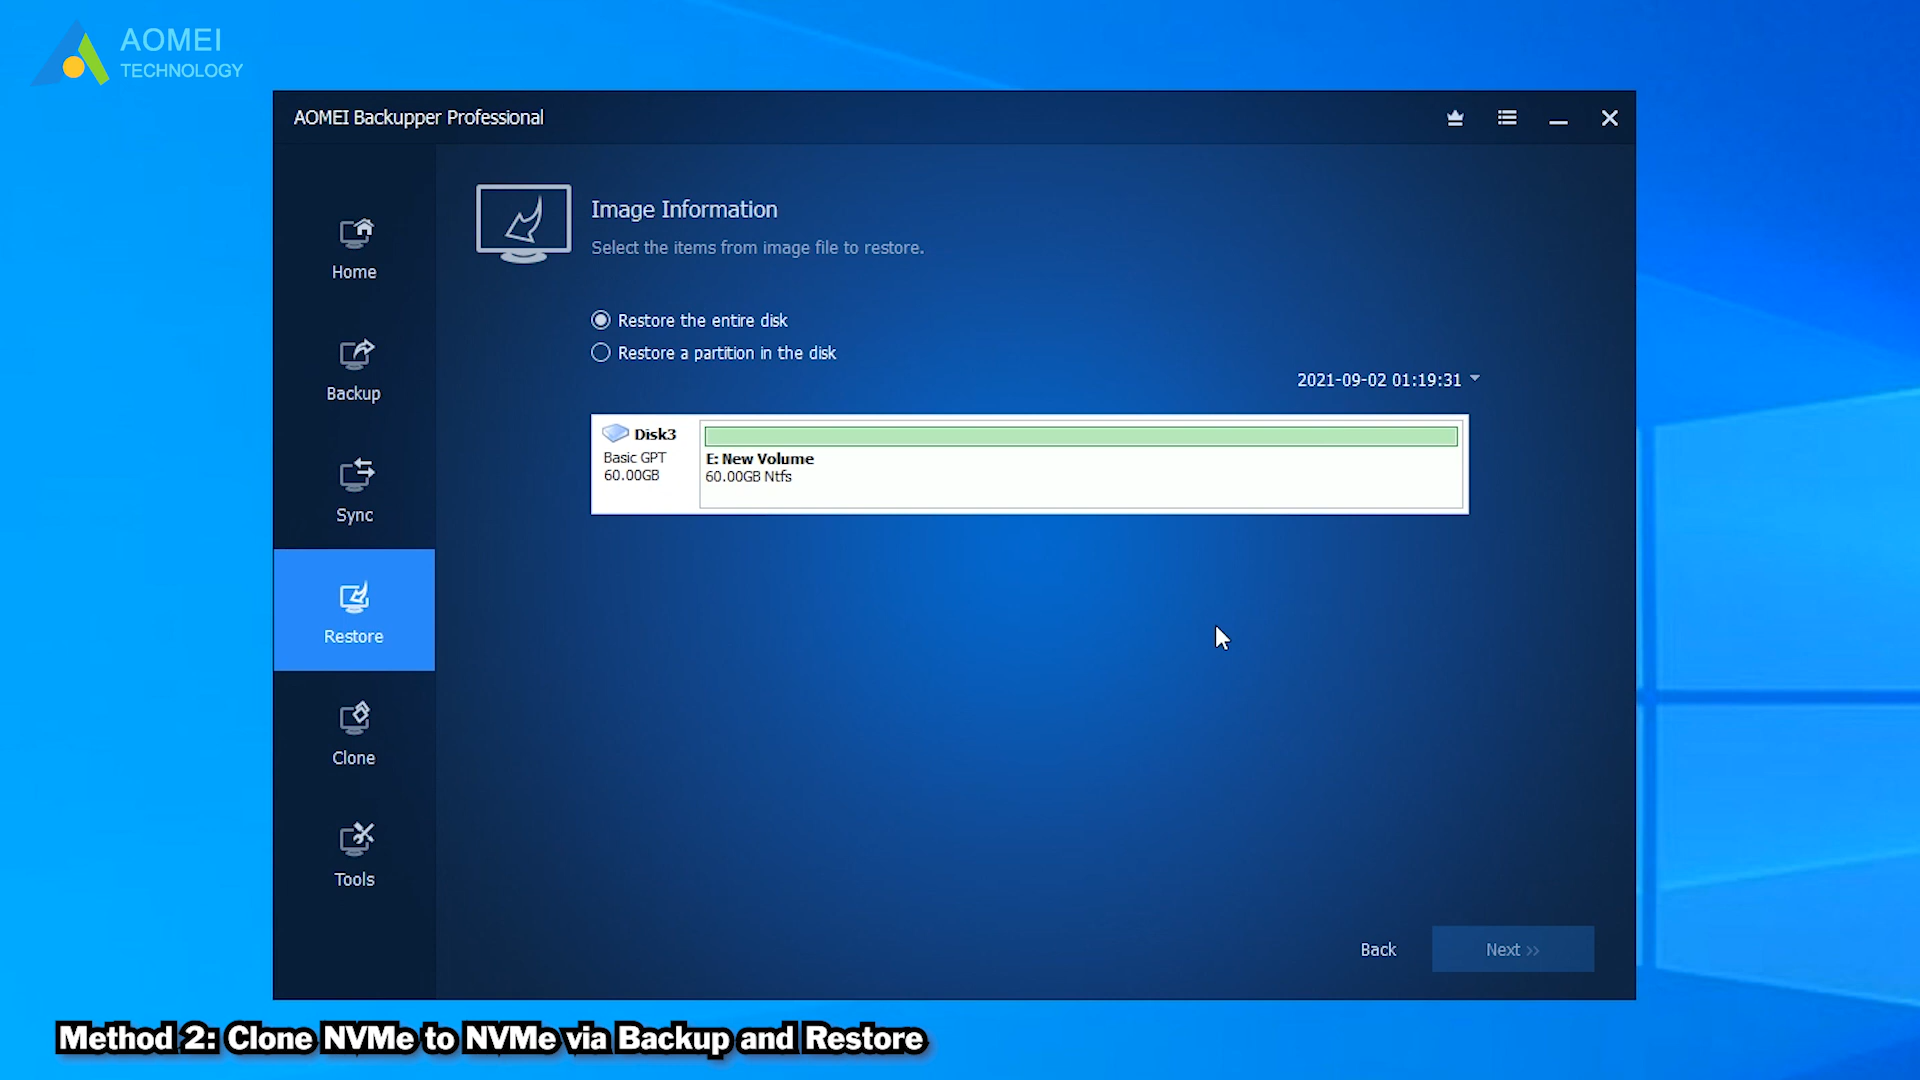 AOMEI
TECHNOLOGY
AOMEI Backupper Professional
Home
Backup
Sync
Restore
Clone
Tools
Image Information
Select the items from image file to restore.
Restore the entire disk
Restore a partition in the disk
2021-09-02 01:19:31
Disk3
Basic GPT
60.00GB
E: New Volume
60.00GB Ntfs
Back
Next >>
Method 2: Clone NVMe to NVMe via Backup and Restore